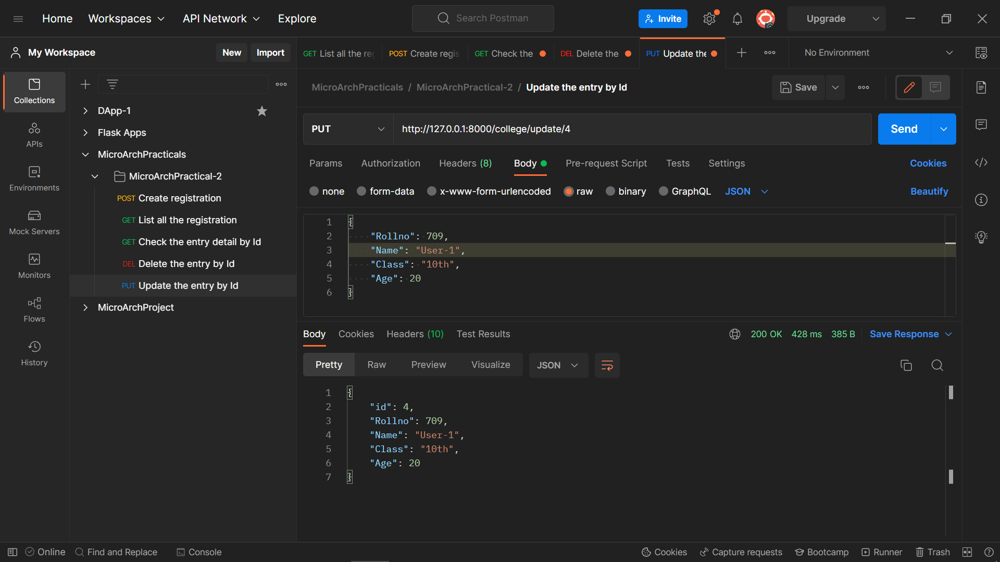 Home Workspaces API Network Explore Search Postman Invite Upgrade
My Workspace New Import
GET List all the re
POST Create regis
GET Check the
DEL Delete the
PUT Update the
No Environment
Collections
APIs
Environments
Mock Servers
Monitors
Flows
History
DApp-1
Flask Apps
MicroArchPracticals
MicroArchPractical-2
POST Create registration
GET List all the registration
GET Check the entry detail by Id
DEL Delete the entry by Id
PUT Update the entry by Id
MicroArchProject
MicroArchPracticals / MicroArchPractical-2 / Update the entry by Id Save
PUT http://127.0.0.1:8000/college/update/4 Send
Params Authorization Headers (8) Body Pre-request Script Tests Settings Cookies
none form-data x-www-form-urlencoded raw binary GraphQL JSON Beautify
1 {
2 "Rollno": 709,
3 "Name": "User-1",
4 "Class": "10th",
5 "Age": 20
6 }
Body Cookies Headers (10) Test Results 200 OK 428 ms 385 B Save Response
Pretty Raw Preview Visualize JSON
1 {
2 "id": 4,
3 "Rollno": 709,
4 "Name": "User-1",
5 "Class": "10th",
6 "Age": 20
7 }
Online Find and Replace Console Cookies Capture requests Bootcamp Runner Trash